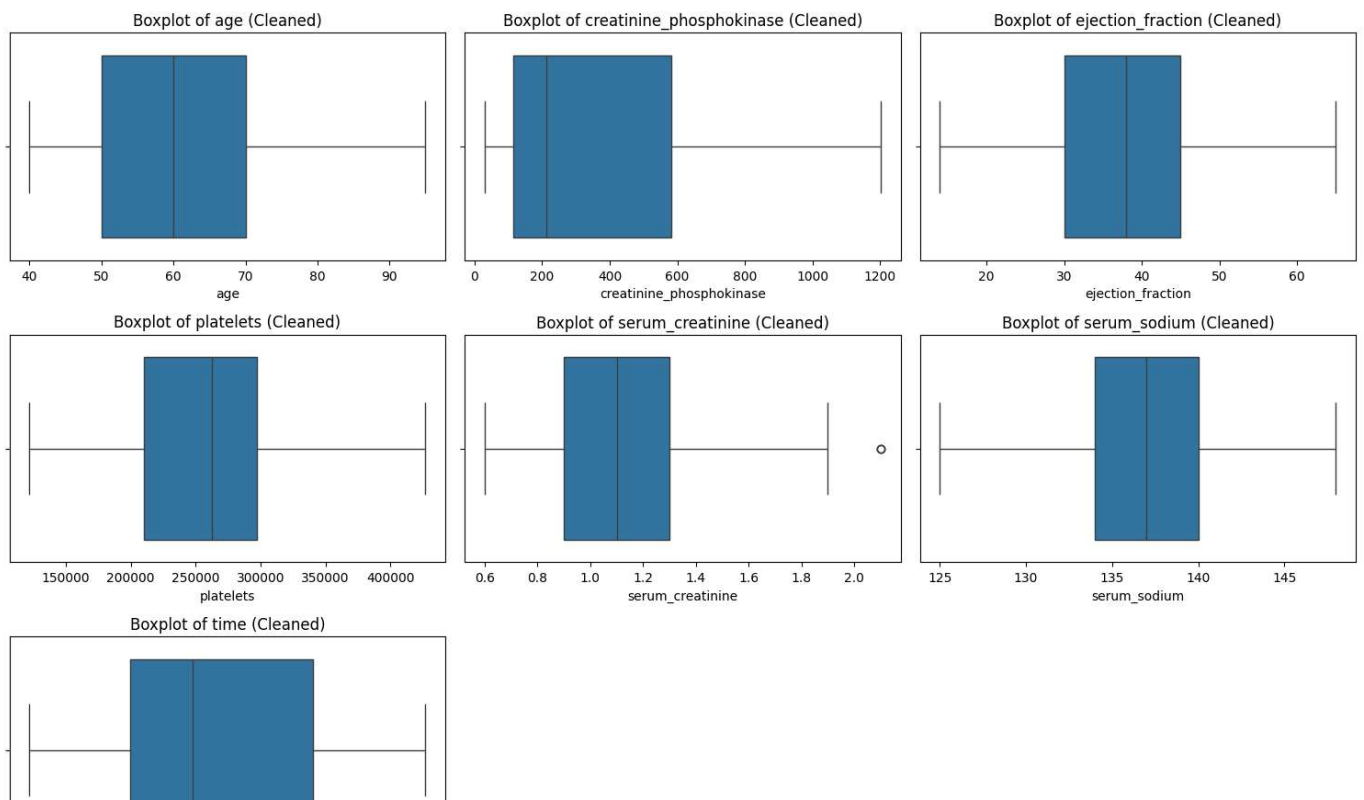 Boxplot of age (Cleaned)
Boxplot of creatinine_phosphokinase (Cleaned)
Boxplot of ejection_fraction (Cleaned)
40 50 60 70 80 90
0 200 400 600 800 1000 1200
20 30 40 50 60
age
creatinine_phosphokinase
ejection_fraction
Boxplot of platelets (Cleaned)
Boxplot of serum_creatinine (Cleaned)
Boxplot of serum_sodium (Cleaned)
150000 200000 250000 300000 350000 400000
0.6 0.8 1.0 1.2 1.4 1.6 1.8 2.0
125 130 135 140 145
platelets
serum_creatinine
serum_sodium
Boxplot of time (Cleaned)